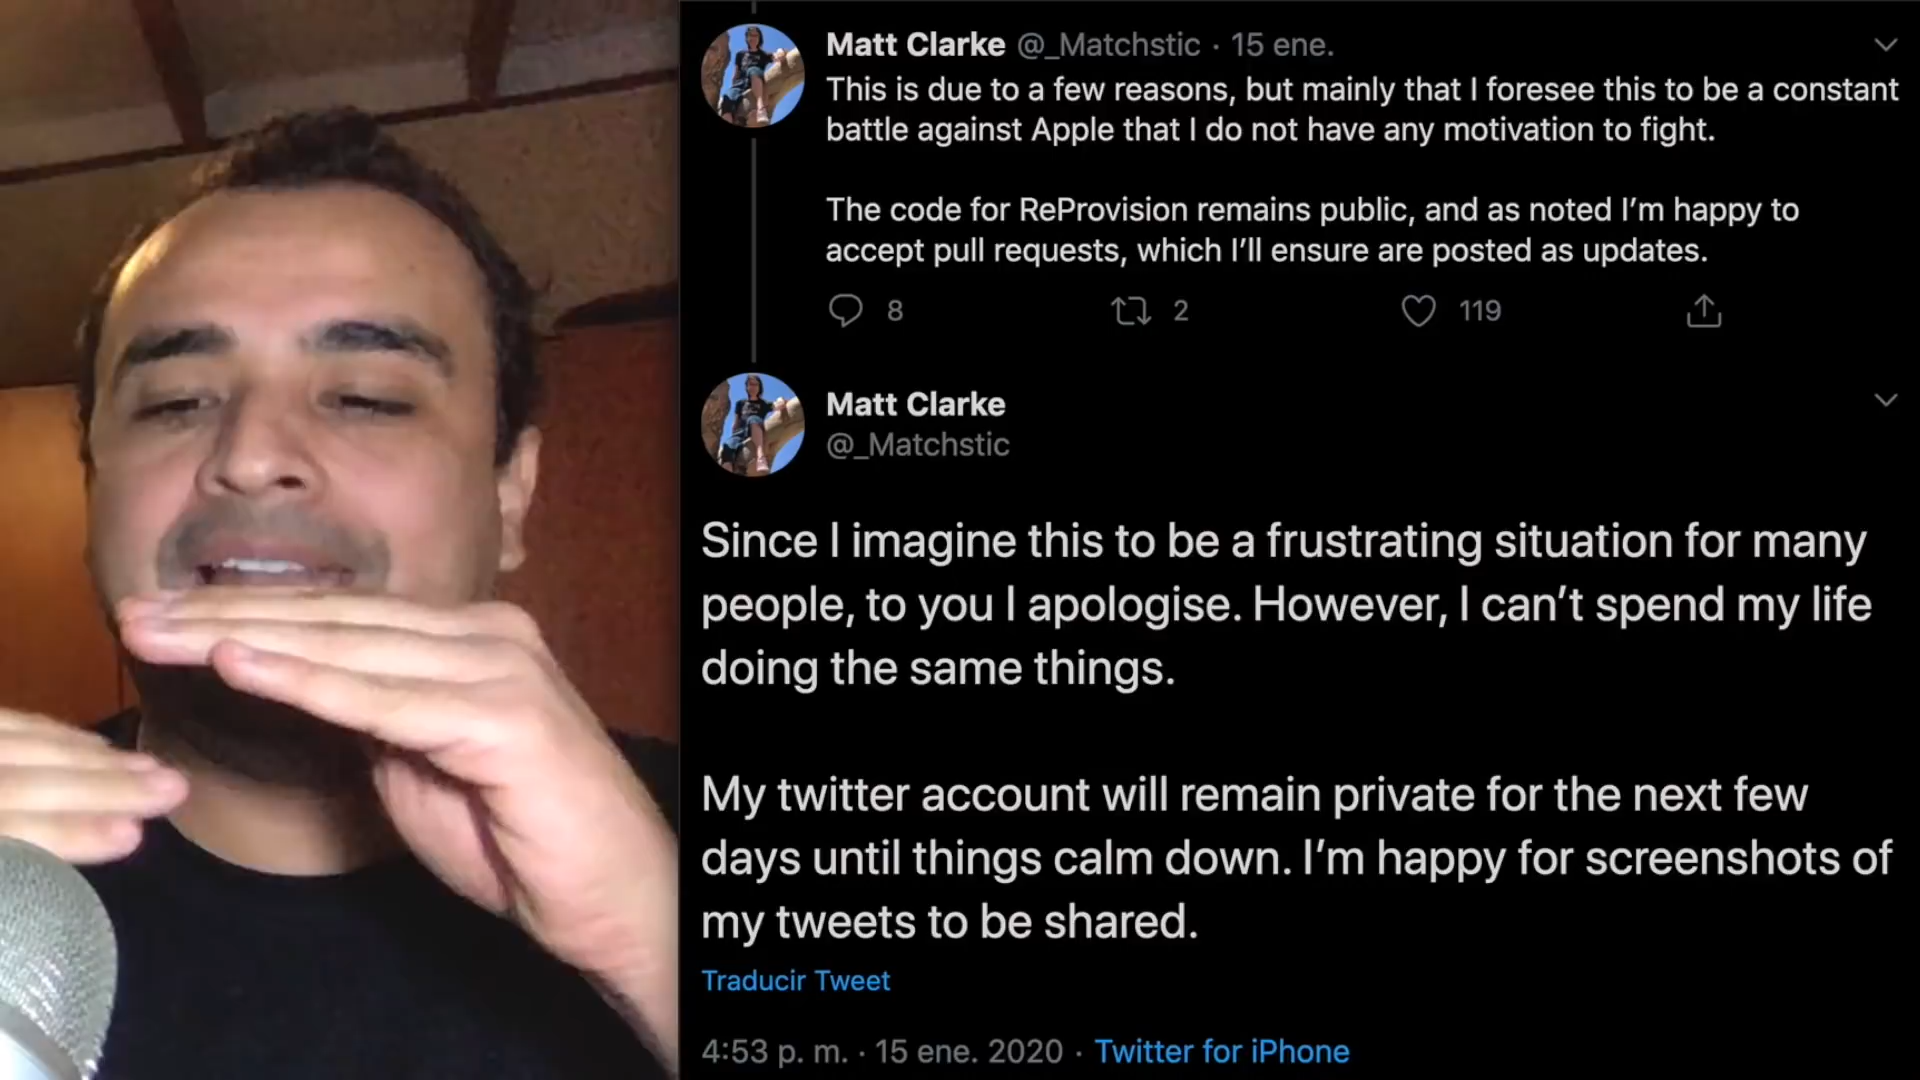 Matt Clarke @_Matchstic · 15 ene.
This is due to a few reasons, but mainly that I foresee this to be a constant
battle against Apple that I do not have any motivation to fight.
The code for ReProvision remains public, and as noted I’m happy to
accept pull requests, which I’ll ensure are posted as updates.
8 2 119
Matt Clarke
@_Matchstic
Since I imagine this to be a frustrating situation for many
people, to you I apologise. However, I can’t spend my life
doing the same things.
My twitter account will remain private for the next few
days until things calm down. I’m happy for screenshots of
my tweets to be shared.
Traducir Tweet
4:53 p. m. · 15 ene. 2020 · Twitter for iPhone